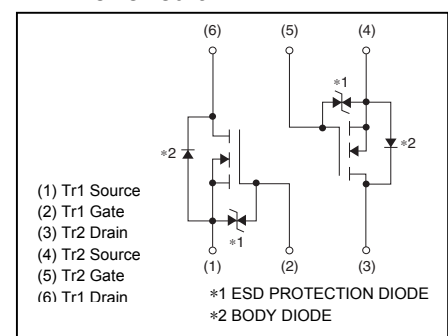 (6) (5) (4)
*1
*2
*2
(1) Tr1 Source
(2) Tr1 Gate
(3) Tr2 Drain
(4) Tr2 Source
(5) Tr2 Gate
(6) Tr1 Drain
*1
(1) (2) (3)
*1 ESD PROTECTION DIODE
*2 BODY DIODE